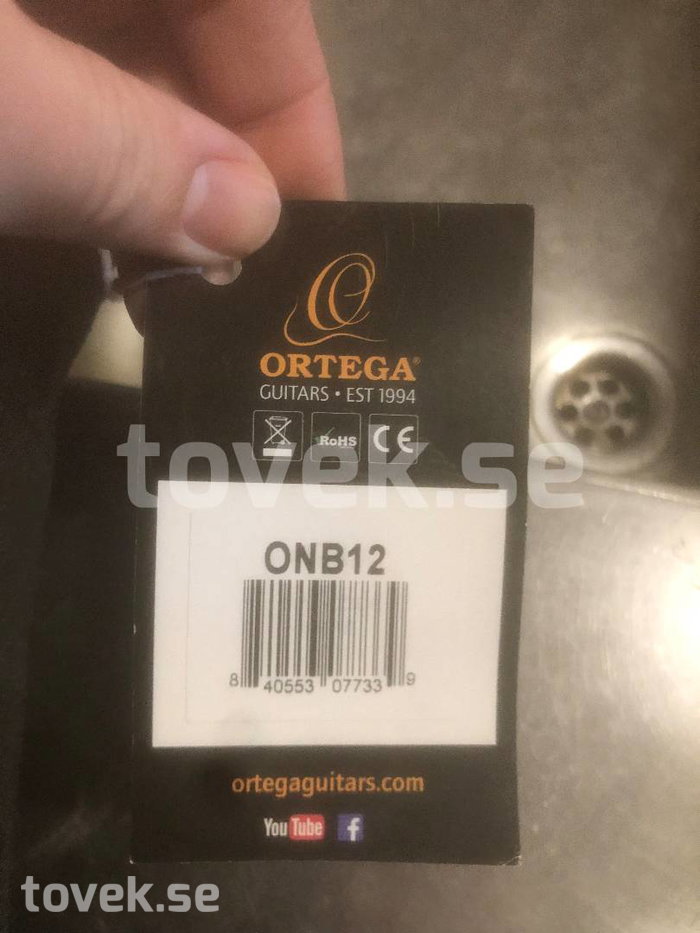 ORTEGA®
GUITARS • EST 1994
RoHS CE
tovek.se
ONB12
8 40553 07733 9
ortegaguitars.com
YouTube f
tovek.se